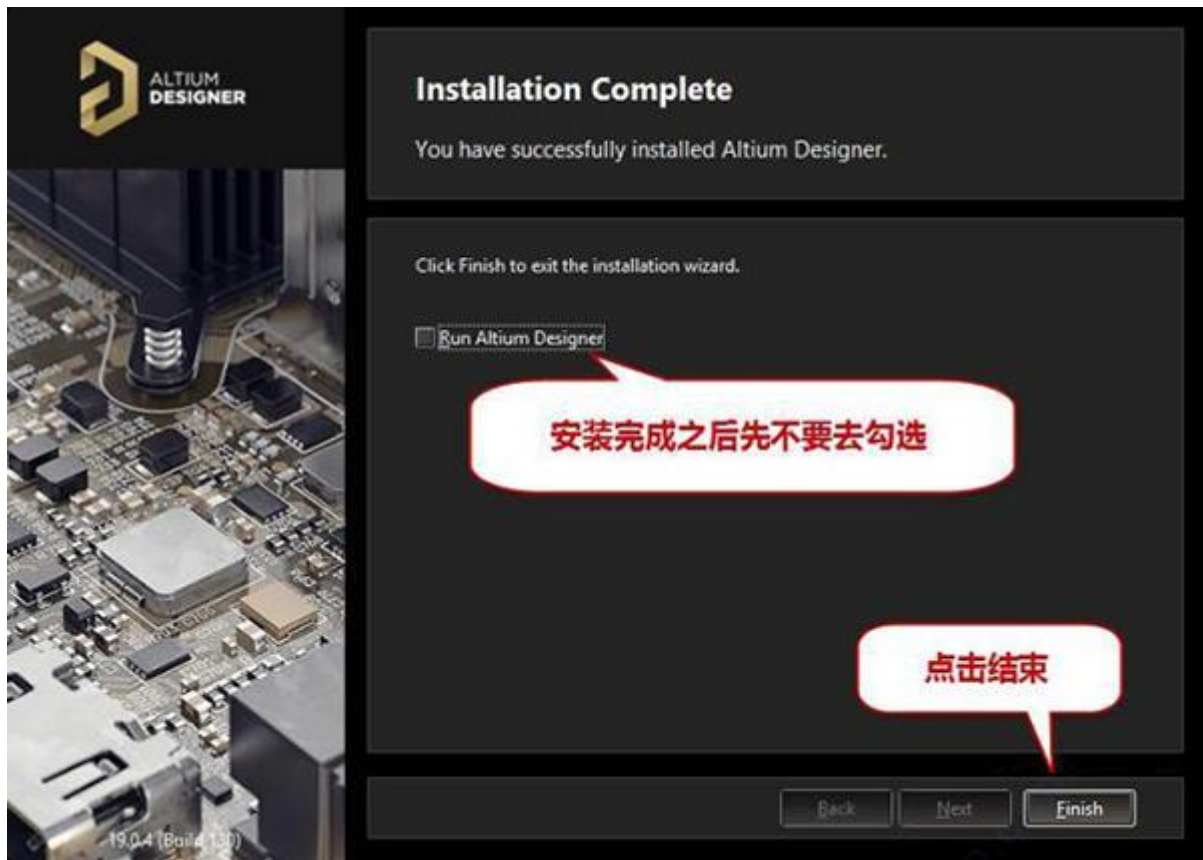 ALTIUM
DESIGNER
Installation Complete
You have successfully installed Altium Designer.
Click Finish to exit the installation wizard.
Run Altium Designer
安装完成之后先不要去勾选
点击结束
Back
Next
Finish
19.0.4 (Build 130)